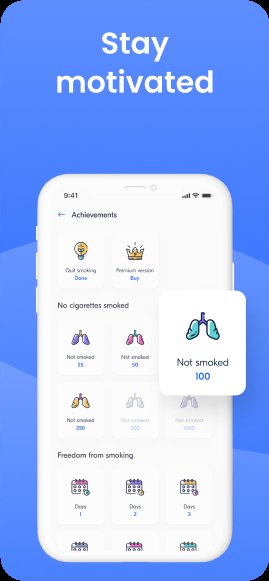 Stay
motivated
9:41
Achievements
Quit smoking
Done
Premium version
Buy
No cigarettes smoked
Not smoked
25
Not smoked
50
Not smoked
100
Not smoked
250
Not smoked
500
Not smoked
1000
Freedom from smoking
Days
1
Days
2
Days
3